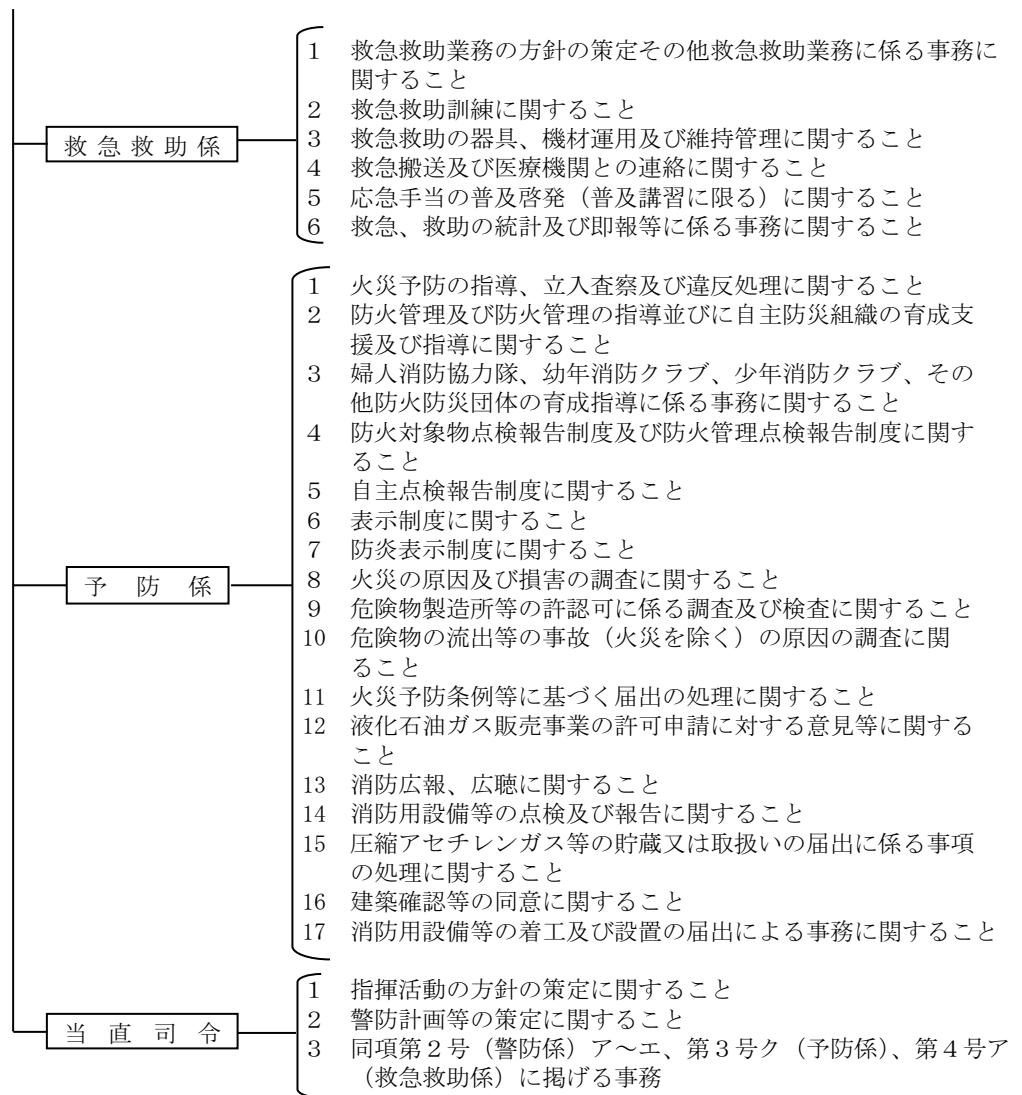 救急救助係
1 救急救助業務の方針の策定その他救急救助業務に係る事務に
関すること
2 救急救助訓練に関すること
3 救急救助の器具、機材運用及び維持管理に関すること
4 救急搬送及び医療機関との連絡に関すること
5 応急手当の普及啓発（普及講習に限る）に関すること
6 救急、救助の統計及び即報等に係る事務に関すること
予防係
1 火災予防の指導、立入査察及び違反処理に関すること
2 防火管理及び防火管理の指導並びに自主防災組織の育成支
援及び指導に関すること
3 婦人消防協力隊、幼年消防クラブ、少年消防クラブ、その
他防火防災団体の育成指導に係る事務に関すること
4 防火対象物点検報告制度及び防火管理点検報告制度に関す
ること
5 自主点検報告制度に関すること
6 表示制度に関すること
7 防炎表示制度に関すること
8 火災の原因及び損害の調査に関すること
9 危険物製造所等の許認可に係る調査及び検査に関すること
10 危険物の流出等の事故（火災を除く）の原因の調査に関
ること
11 火災予防条例等に基づく届出の処理に関すること
12 液化石油ガス販売事業の許可申請に対する意見等に関する
こと
13 消防広報、広聴に関すること
14 消防用設備等の点検及び報告に関すること
15 圧縮アセチレンガス等の貯蔵又は取扱いの届出に係る事項
の処理に関すること
16 建築確認等の同意に関すること
17 消防用設備等の着工及び設置の届出による事務に関すること
当直司令
1 指揮活動の方針の策定に関すること
2 警防計画等の策定に関すること
3 同項第２号（警防係）ア～エ、第３号ク（予防係）、第４号ア
（救急救助係）に掲げる事務